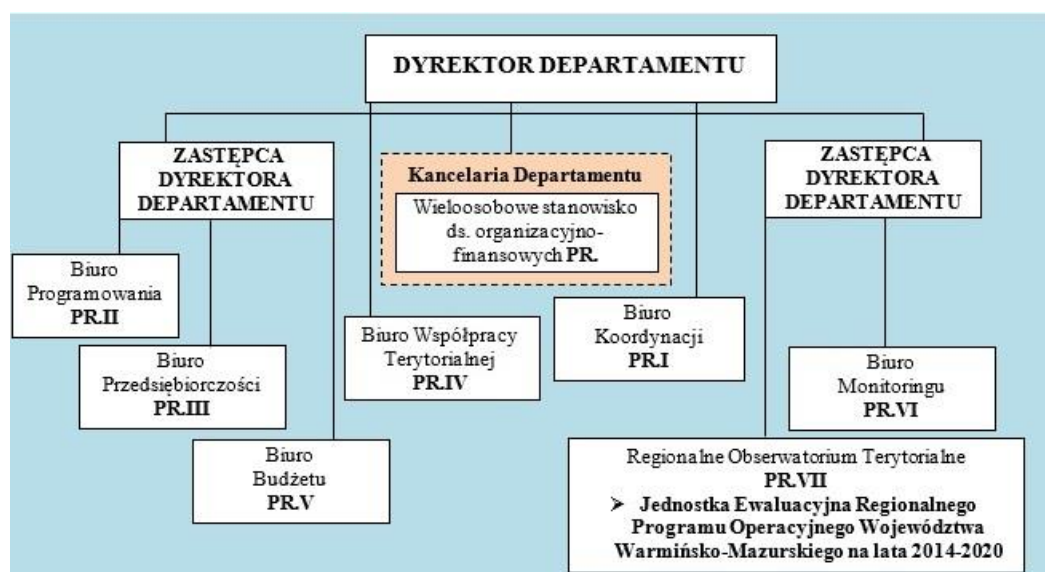 DYREKTOR DEPARTAMENTU
ZASTĘPCA
DYREKTORA
DEPARTAMENTU
Kancelaria Departamentu
Wieloosobowe stanowisko
ds. organizacyjno-
finansowych PR.
ZASTĘPCA
DYREKTORA
DEPARTAMENTU
Biuro
Programowania
PR.II
Biuro
Przedsiębiorczości
PR.III
Biuro
Budżetu
PR.V
Biuro Współpracy
Terytorialnej
PR.IV
Biuro
Koordynacji
PR.I
Biuro
Monitoringu
PR.VI
Regionalne Obserwatorium Terytorialne
PR.VII
➢ Jednostka Ewaluacyjna Regionalnego
Programu Operacyjnego Województwa
Warmińsko-Mazurskiego na lata 2014-2020